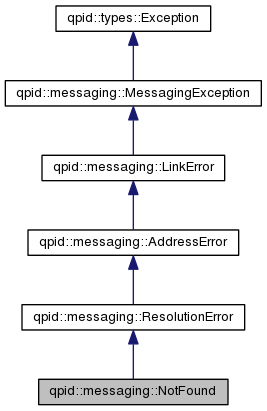 qpid::types::Exception
qpid::messaging::MessagingException
qpid::messaging::LinkError
qpid::messaging::AddressError
qpid::messaging::ResolutionError
qpid::messaging::NotFound